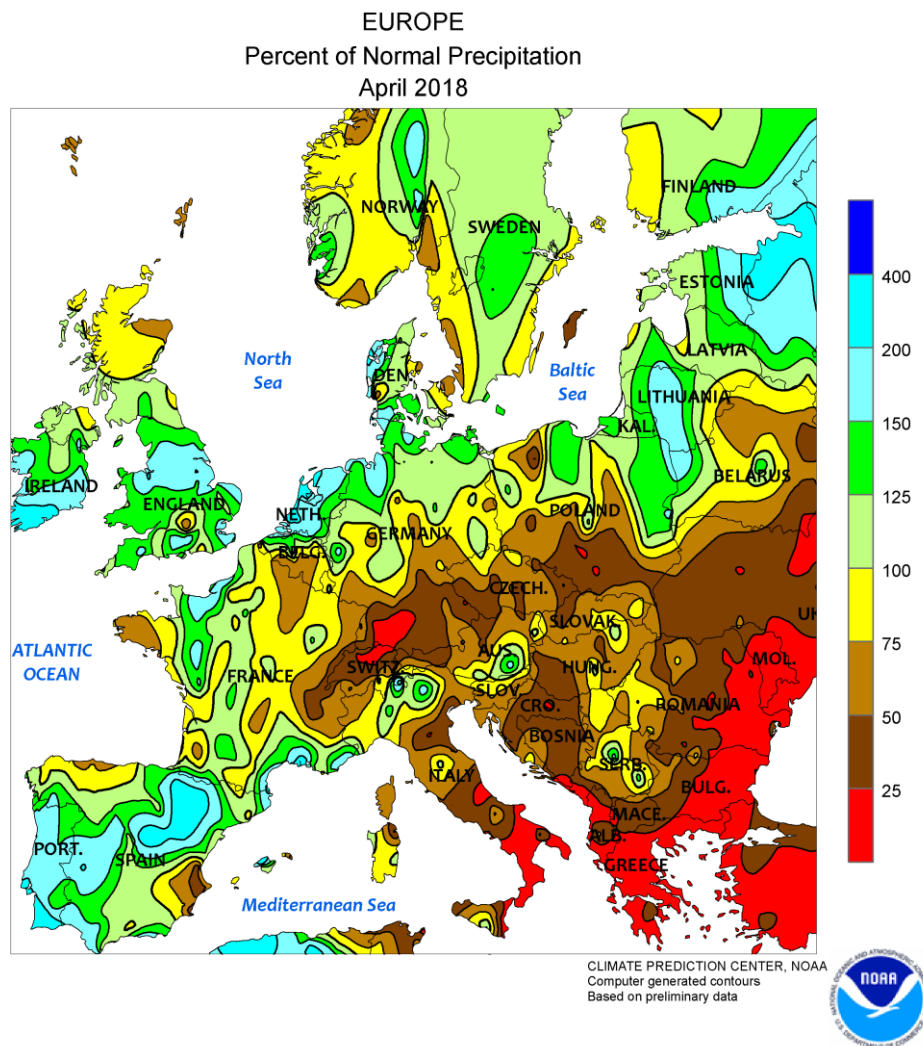 EUROPE
Percent of Normal Precipitation
April 2018
FINLAND
NORWAY
SWEDEN
ESTONIA
400
North
Sea
DEN.
Baltic
Sea
LATVIA
200
LITHUANIA
KAL.
150
IRELAND
ENGLAND
NETH.
GERMANY
POLAND
BELARUS
125
BELG.
100
CZECH.
SLOVAK.
UK
ATLANTIC
OCEAN
FRANCE
SWITZ.
AUS.
HUNG.
MOL.
75
SLOV.
CRO.
ROMANIA
BOSNIA
50
ITALY
SERB.
BULG.
25
MACE.
PORT.
SPAIN
ALB.
GREECE
Mediterranean Sea
CLIMATE PREDICTION CENTER, NOAA
Computer generated contours
Based on preliminary data
NOAA